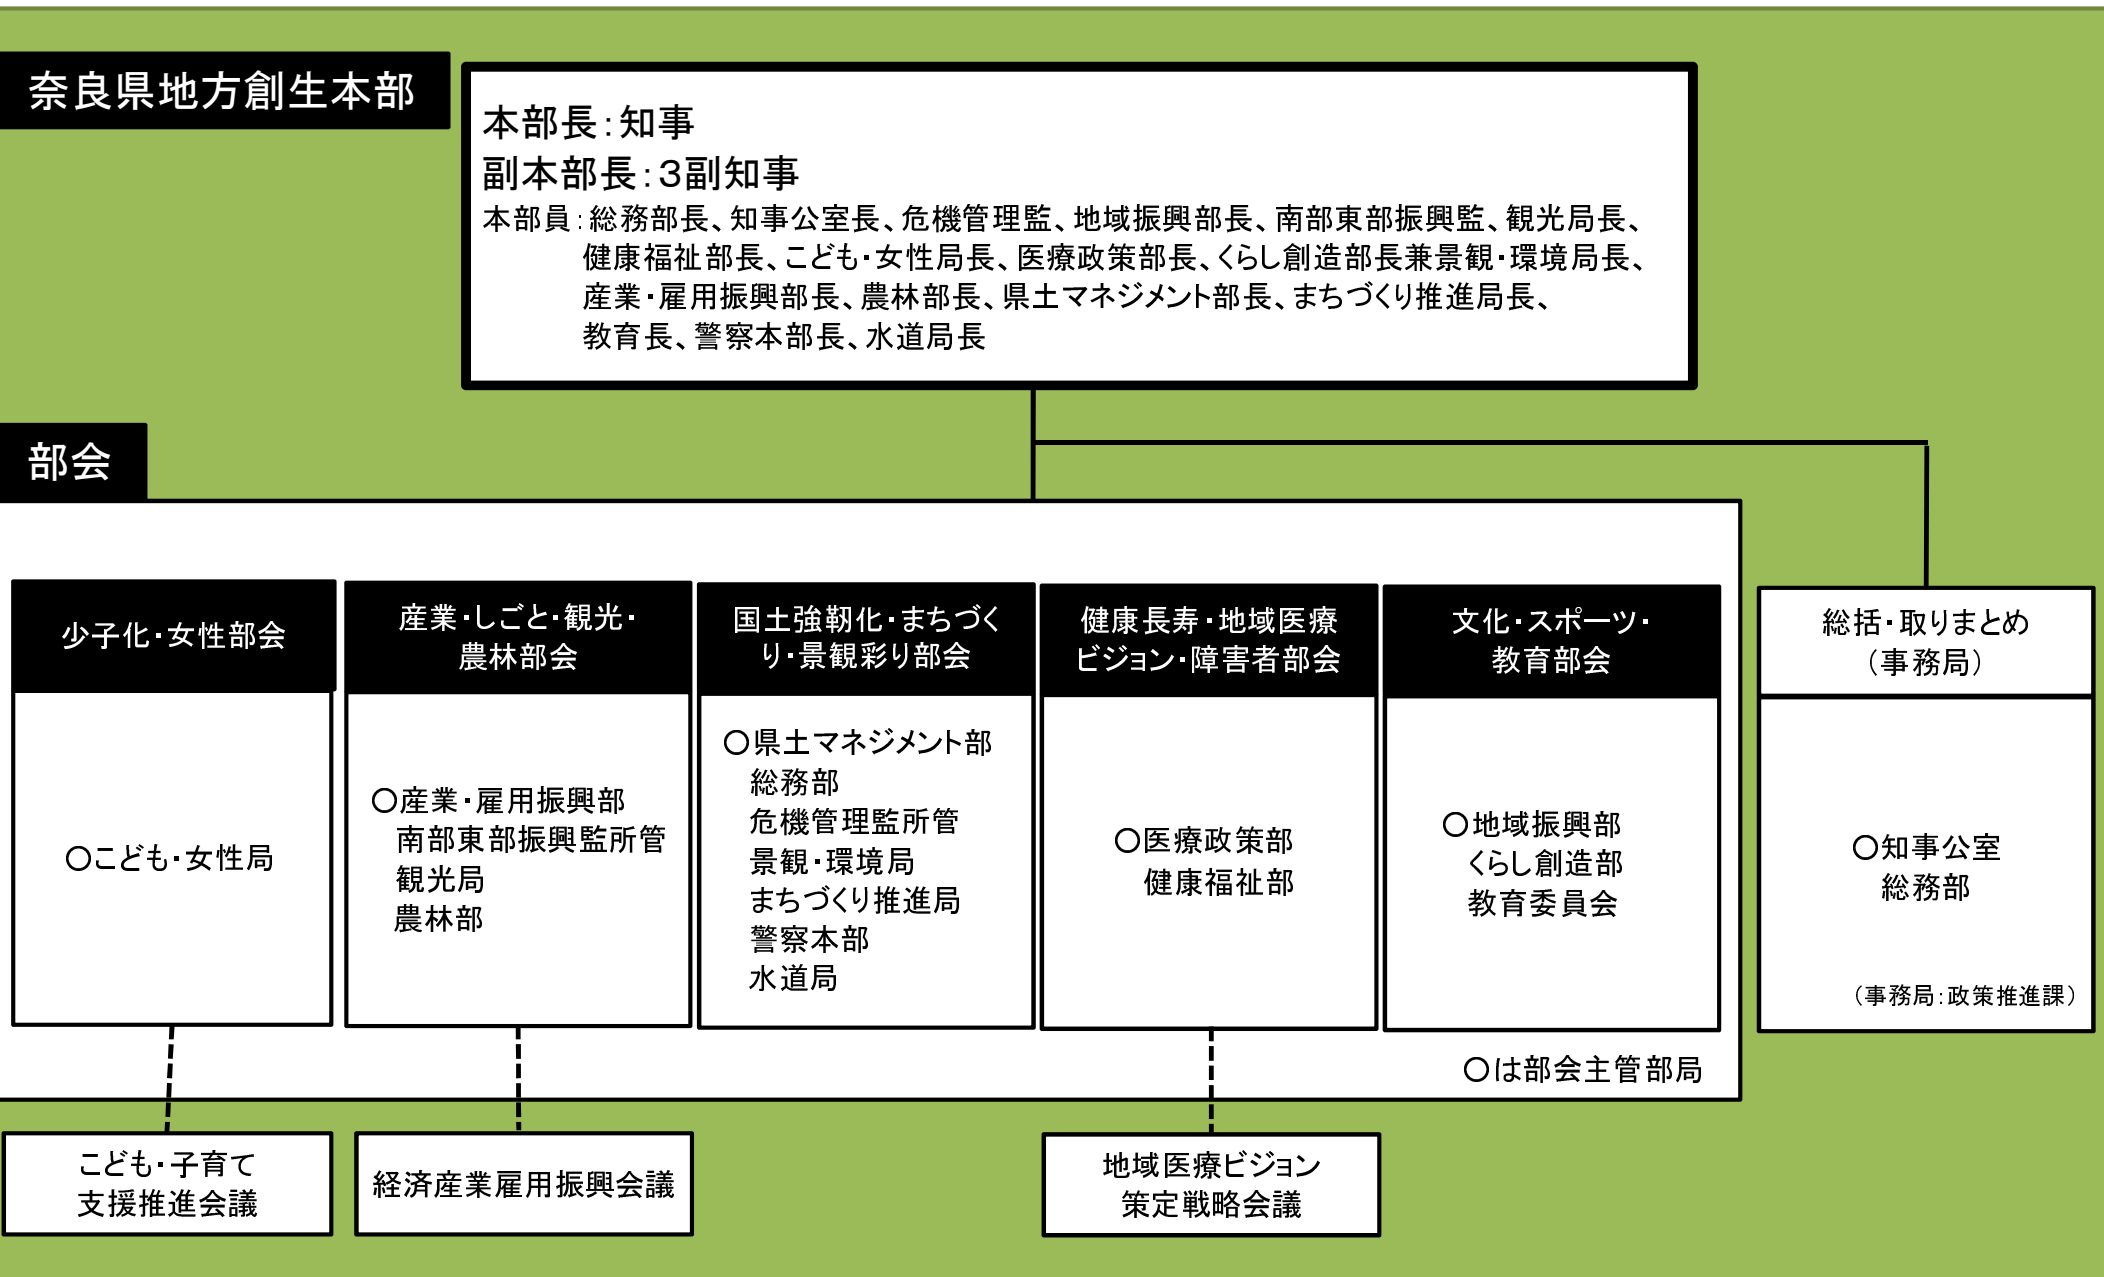 奈良県地方創生本部
本部長：知事
副本部長：３副知事
本部員：総務部長、知事公室長、危機管理監、地域振興部長、南部東部振興監、観光局長、
健康福祉部長、こども・女性局長、医療政策部長、くらし創造部長兼景観・環境局長、
産業・雇用振興部長、農林部長、県土マネジメント部長、まちづくり推進局長、
教育長、警察本部長、水道局長
部会
少子化・女性部会
○こども・女性局
産業・しごと・観光・
農林部会
○産業・雇用振興部
南部東部振興監所管
観光局
農林部
国土強靭化・まちづく
り・景観彩り部会
○県土マネジメント部
総務部
危機管理監所管
景観・環境局
まちづくり推進局
警察本部
水道局
健康長寿・地域医療
ビジョン・障害者部会
○医療政策部
健康福祉部
文化・スポーツ・
教育部会
○地域振興部
くらし創造部
教育委員会
総括・取りまとめ
（事務局）
○知事公室
総務部
（事務局：政策推進課）
○は部会主管部局
こども・子育て
支援推進会議
経済産業雇用振興会議
地域医療ビジョン
策定戦略会議